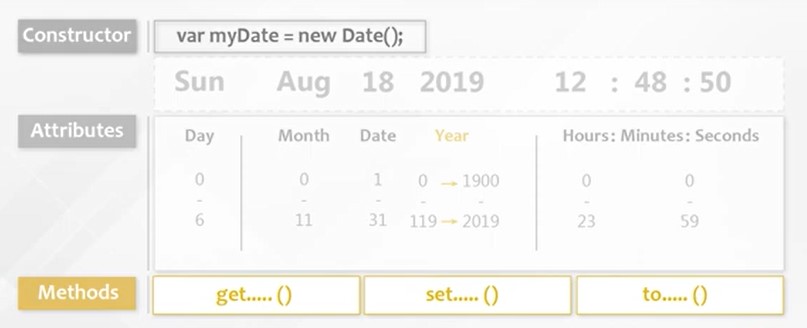 Constructor var myDate = new Date();
Sun Aug 18 2019 12 : 48 : 50
Attributes Day Month Date Year Hours: Minutes: Seconds
0 0 1 0 → 1900 0 0
- - - - - - -
6 11 31 119 → 2019 23 59
Methods get..... () set..... () to..... ()